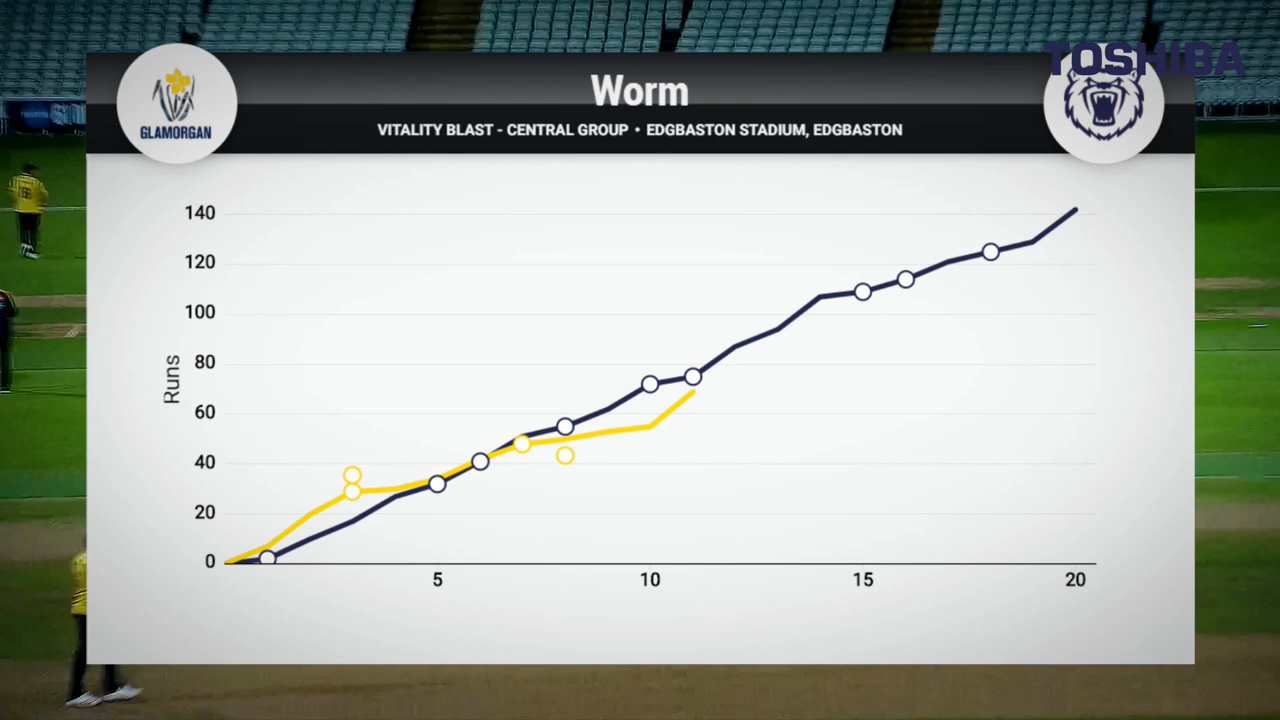 TOSHIBA
GLAMORGAN
Worm
VITALITY BLAST - CENTRAL GROUP • EDGBASTON STADIUM, EDGBASTON
Runs
140
120
100
80
60
40
20
0
5 10 15 20